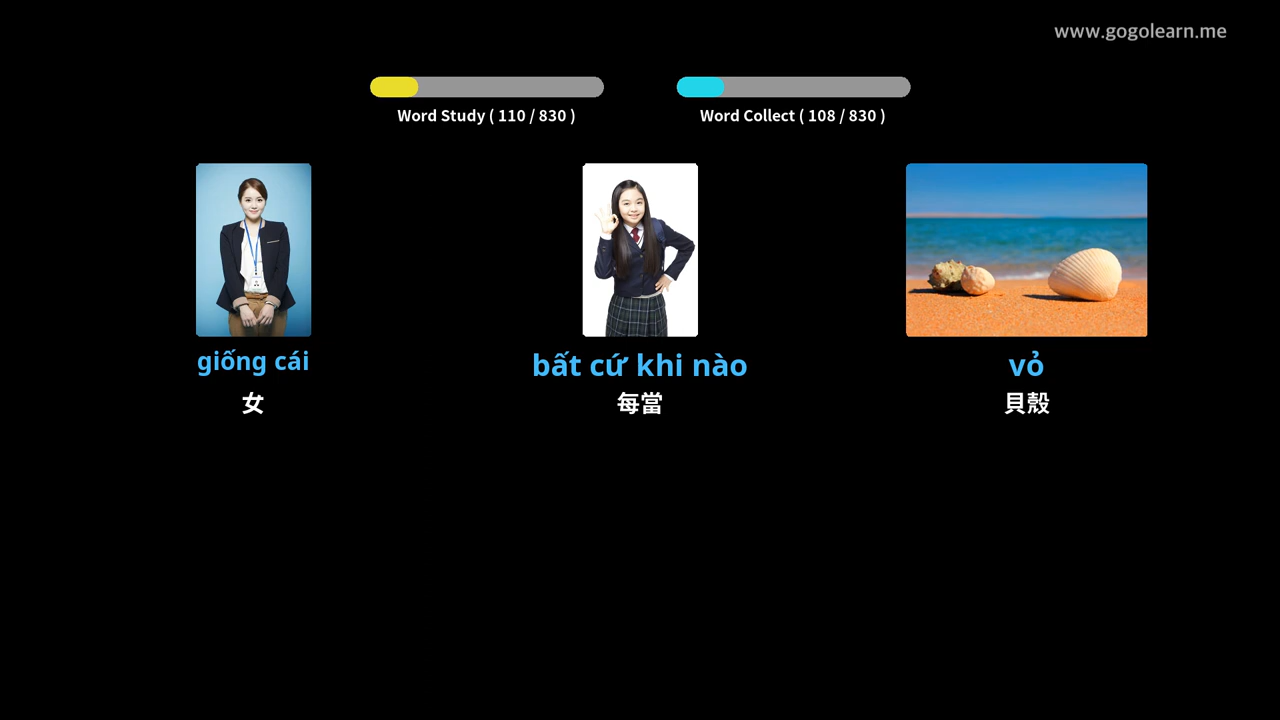 www.gogolearn.me
Word Study ( 110 / 830 )
Word Collect ( 108 / 830 )
giống cái
bất cứ khi nào
vỏ
女
每當
貝殼